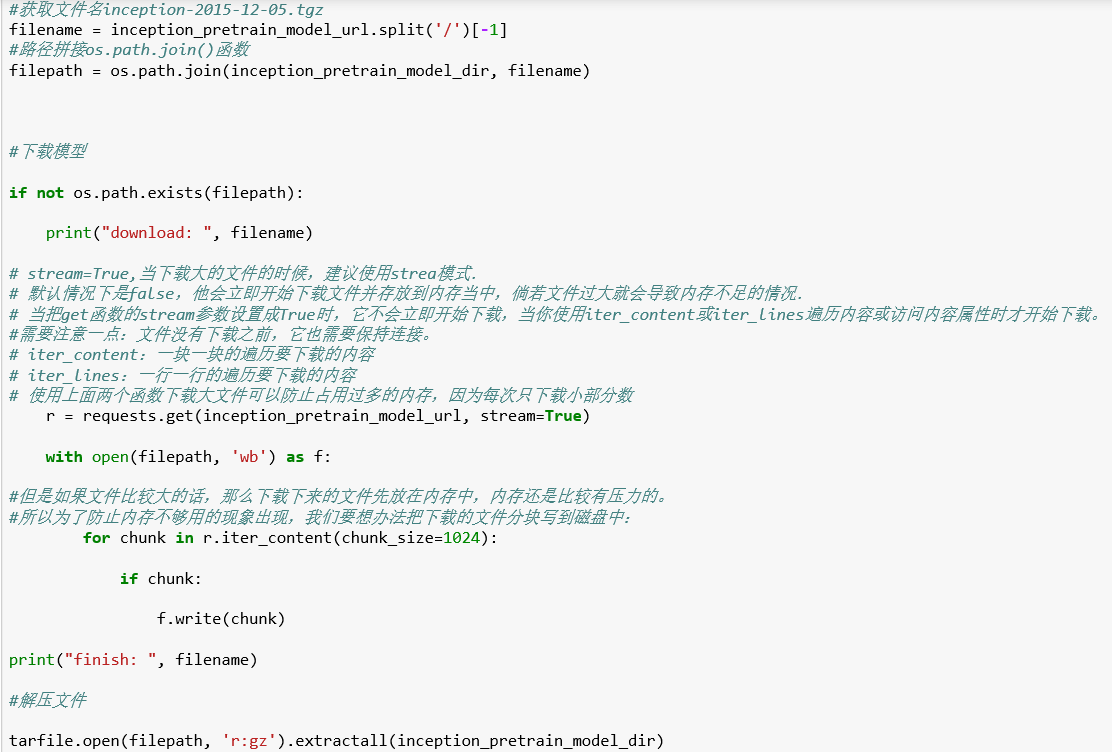 #获取文件名inception-2015-12-05.tgz
filename = inception_pretrain_model_url.split('/')[-1]
#路径拼接os.path.join()函数
filepath = os.path.join(inception_pretrain_model_dir, filename)
#下载模型
if not os.path.exists(filepath):
    print("download: ", filename)
# stream=True,当下载大的文件的时候，建议使用strea模式.
# 默认情况下是false，他会立即开始下载文件并存放到内存当中，倘若文件过大就会导致内存不足的情况.
# 当把get函数的stream参数设置成True时，它不会立即开始下载，当你使用iter_content或iter_lines遍历内容或访问内容属性时才开始下载。
#需要注意一点：文件没有下载之前，它也需要保持连接。
# iter_content：一块一块的遍历要下载的内容
# iter_lines：一行一行的遍历要下载的内容
# 使用上面两个函数下载大文件可以防止占用过多的内存，因为每次只下载小部分数
    r = requests.get(inception_pretrain_model_url, stream=True)
    with open(filepath, 'wb') as f:
#但是如果文件比较大的话，那么下载下来的文件先放在内存中，内存还是比较有压力的。
#所以为了防止内存不够用的现象出现，我们要想办法把下载的文件分块写到磁盘中：
        for chunk in r.iter_content(chunk_size=1024):
            if chunk:
                f.write(chunk)
print("finish: ", filename)
#解压文件
tarfile.open(filepath, 'r:gz').extractall(inception_pretrain_model_dir)